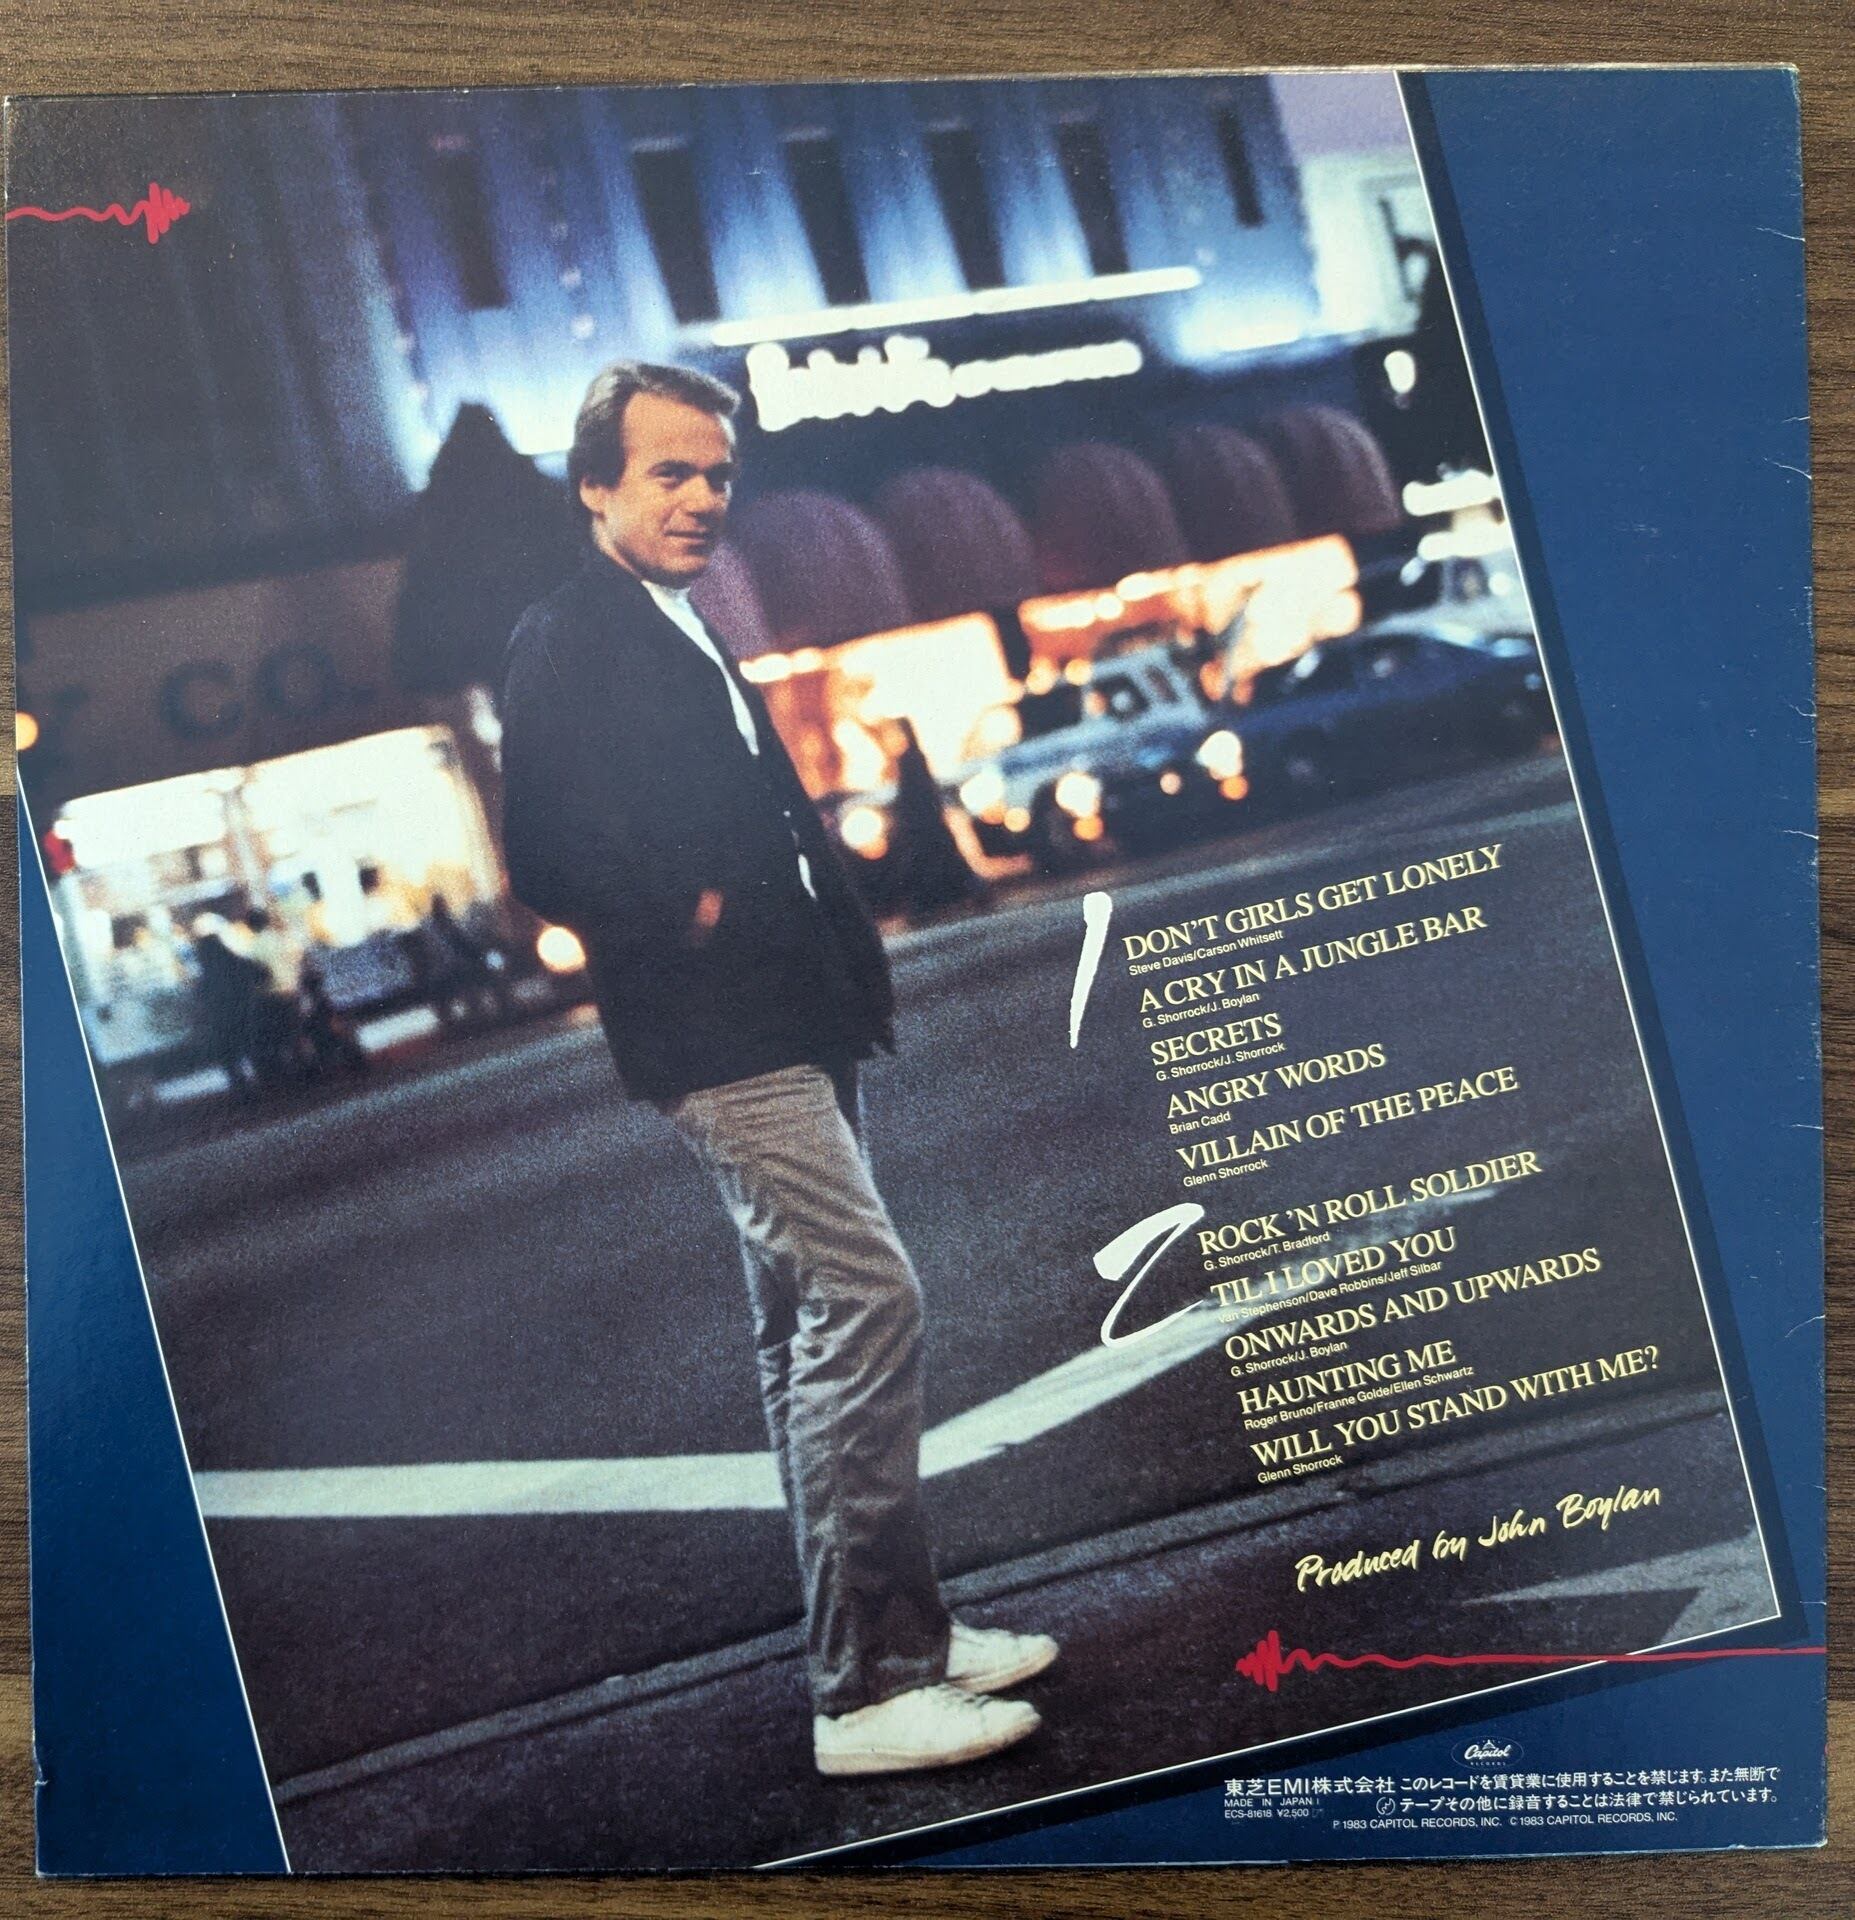 CO.
1
DON'T GIRLS GET LONELY
Steve Davis/Carson Whitsett
A CRY IN A JUNGLE BAR
G. Shorrock/J. Boylan
SECRETS
G. Shorrock/J. Shorrock
ANGRY WORDS
Brian Cadd
VILLAIN OF THE PEACE
Glenn Shorrock
2
ROCK 'N ROLL SOLDIER
G. Shorrock/T. Bradford
TIL I LOVED YOU
Van Stephenson/Dave Robbins/Jeff Silbar
ONWARDS AND UPWARDS
G. Shorrock/J. Boylan
HAUNTING ME
Roger Bruno/Franne Golde/Ellen Schwartz
WILL YOU STAND WITH ME?
Glenn Shorrock
Produced by John Boylan
Capitol
RECORDS
東芝EMI株式会社 このレコードを賃貸業に使用することを禁じます。また無断で
MADE IN JAPAN テープその他に録音することは法律で禁じられています。
ECS-81618 ¥2,500
P 1983 CAPITOL RECORDS, INC. C 1983 CAPITOL RECORDS, INC.